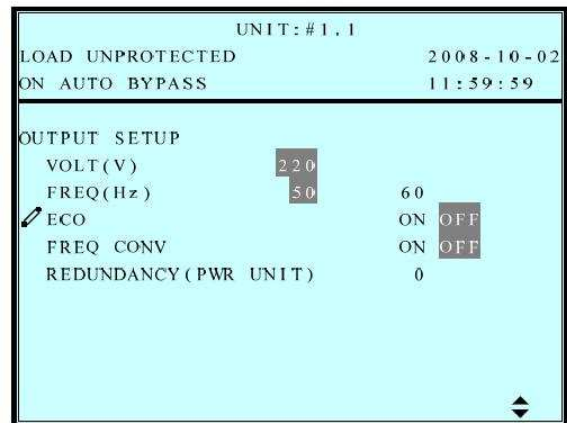 UNIT:#1.1
LOAD UNPROTECTED 2008-10-02
ON AUTO BYPASS 11:59:59
OUTPUT SETUP
VOLT(V) 220
FREQ(Hz) 50 60
ECO ON OFF
FREQ CONV ON OFF
REDUNDANCY(PWR UNIT) 0